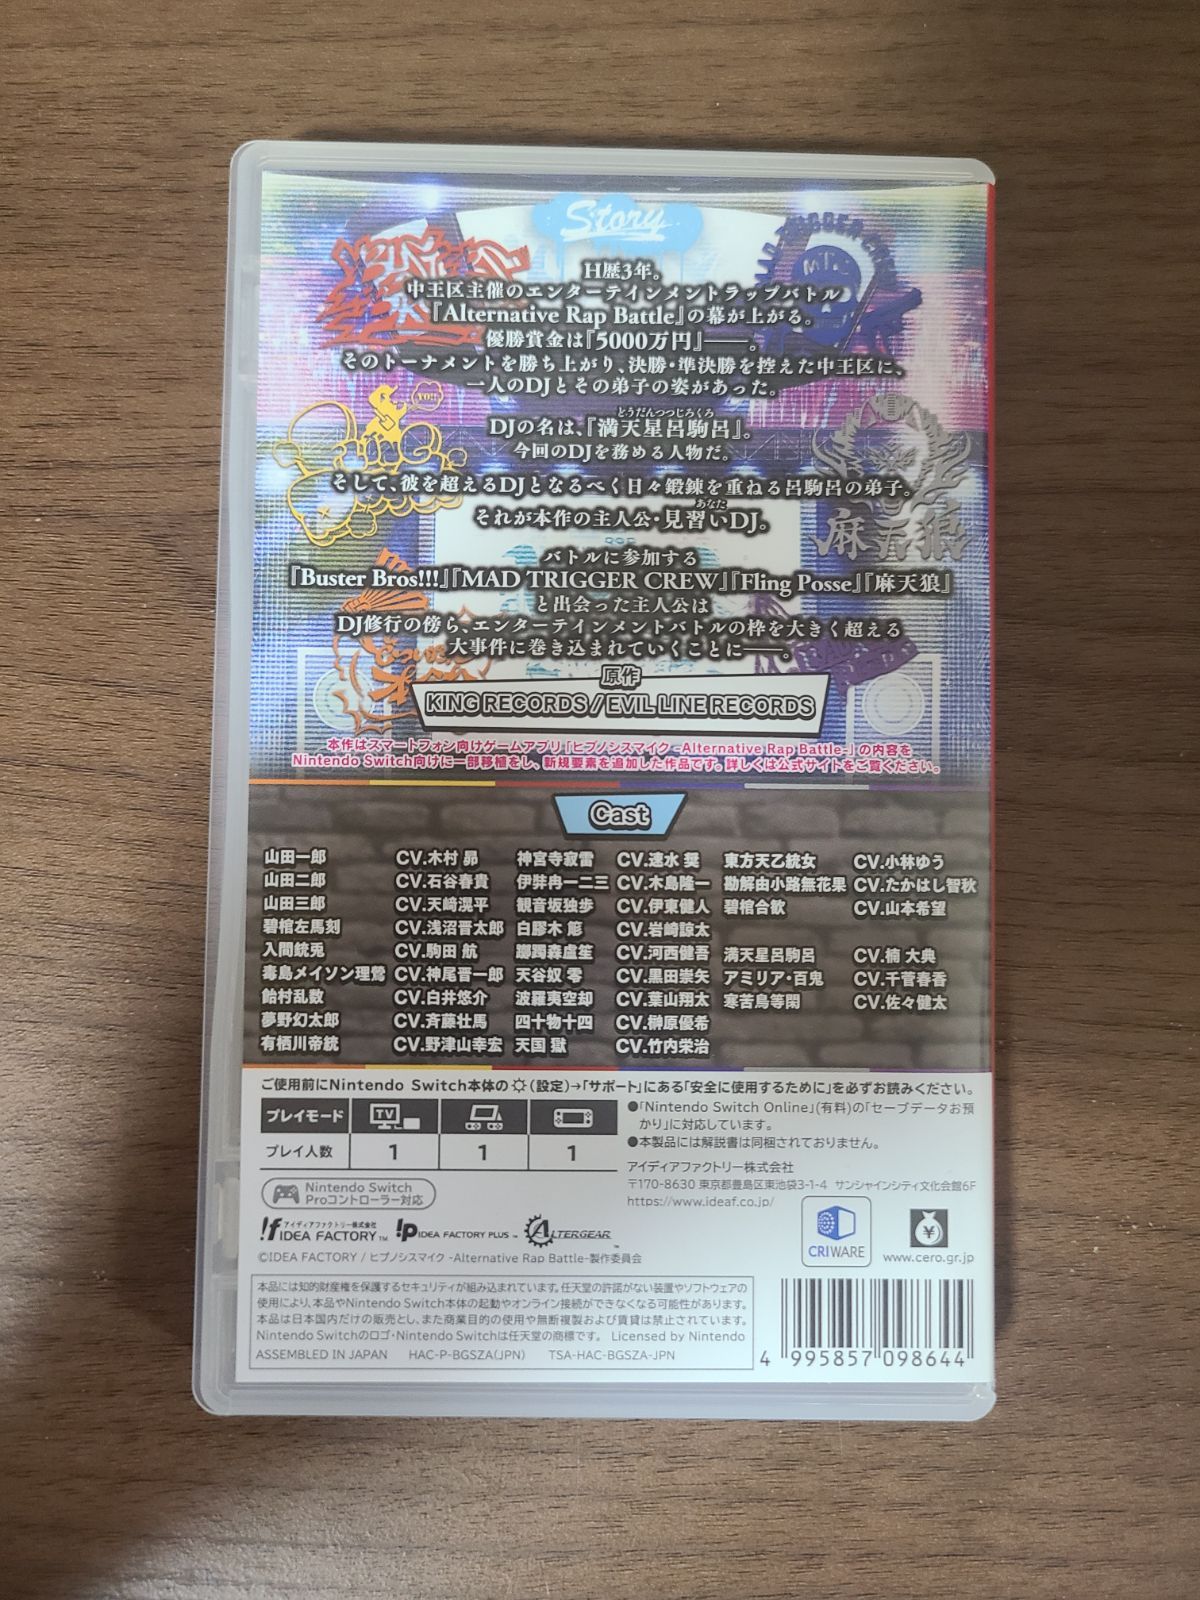 Story
H歴3年。
中王区主催のエンターテインメントラップバトル
『Alternative Rap Battle』の幕が上がる。
優勝賞金は『5000万円』——。
そのトーナメントを勝ち上がり、決勝・準決勝を控えた中王区に、
一人のDJとその弟子の姿があった。
どうだんつつじろくろ
DJの名は、『満天星呂駒呂』。
今回のDJを務める人物だ。
そして、彼を超えるDJとなるべく日々鍛錬を重ねる呂駒呂の弟子。
あなた
それが本作の主人公・見習いDJ。
バトルに参加する
『Buster Bros!!!』『MAD TRIGGER CREW』『Fling Posse』『麻天狼』
と出会った主人公は
DJ修行の傍ら、エンターテインメントバトルの枠を大きく超える
大事件に巻き込まれていくことに——。
YO!!
麻天狼
原作
KING RECORDS / EVIL LINE RECORDS
本作はスマートフォン向けゲームアプリ「ヒプノシスマイク -Alternative Rap Battle-」の内容を
Nintendo Switch向けに一部移植をし、新規要素を追加した作品です。詳しくは公式サイトをご覧ください。
Cast
山田一郎 CV.木村 昴 神宮寺寂雷 CV.速水 奨 東方天乙統女 CV.小林ゆう
山田二郎 CV.石谷春貴 伊弉冉一二三 CV.木島隆一 勘解由小路無花果 CV.たかはし智秋
山田三郎 CV.天﨑滉平 観音坂独歩 CV.伊東健人 碧棺合歓 CV.山本希望
碧棺左馬刻 CV.浅沼晋太郎 白膠木 簓 CV.岩崎諒太
入間銃兎 CV.駒田 航 躑躅森盧笙 CV.河西健吾 満天星呂駒呂 CV.楠 大典
毒島メイソン理鶯 CV.神尾晋一郎 天谷奴 零 CV.黒田崇矢 アミリア・百鬼 CV.千菅春香
飴村乱数 CV.白井悠介 波羅夷空却 CV.葉山翔太 寒苦鳥等閑 CV.佐々健太
夢野幻太郎 CV.斉藤壮馬 四十物十四 CV.榊原優希
有栖川帝統 CV.野津山幸宏 天国 獄 CV.竹内栄治
ご使用前にNintendo Switch本体の(設定)→「サポート」にある「安全に使用するために」を必ずお読みください。
プレイモード TV
プレイ人数 1 1 1
●「Nintendo Switch Online」(有料)の「セーブデータお預
かり」に対応しています。
●本製品には解説書は同梱されておりません。
Nintendo Switch
Proコントローラー対応
アイディアファクトリー株式会社
〒170-8630 東京都豊島区東池袋3-1-4 サンシャインシティ文化会館6F
https://www.ideaf.co.jp/
アイディアファクトリー株式会社
IDEA FACTORY™ IDEA FACTORY PLUS™ ALTERGEAR™
CRIWARE
¥
www.cero.gr.jp
©IDEA FACTORY / ヒプノシスマイク -Alternative Rap Battle-製作委員会
本品には知的財産権を保護するセキュリティが組み込まれています。任天堂の許諾がない装置やソフトウェアの
使用により、本品やNintendo Switch本体の起動やオンライン接続ができなくなる可能性があります。
本品は日本国内だけの販売とし、また商業目的の使用や無断複製および賃貸は禁止されています。
Nintendo Switchのロゴ・Nintendo Switchは任天堂の商標です。 Licensed by Nintendo
ASSEMBLED IN JAPAN HAC-P-BGSZA(JPN) TSA-HAC-BGSZA-JPN
4 995857 098644